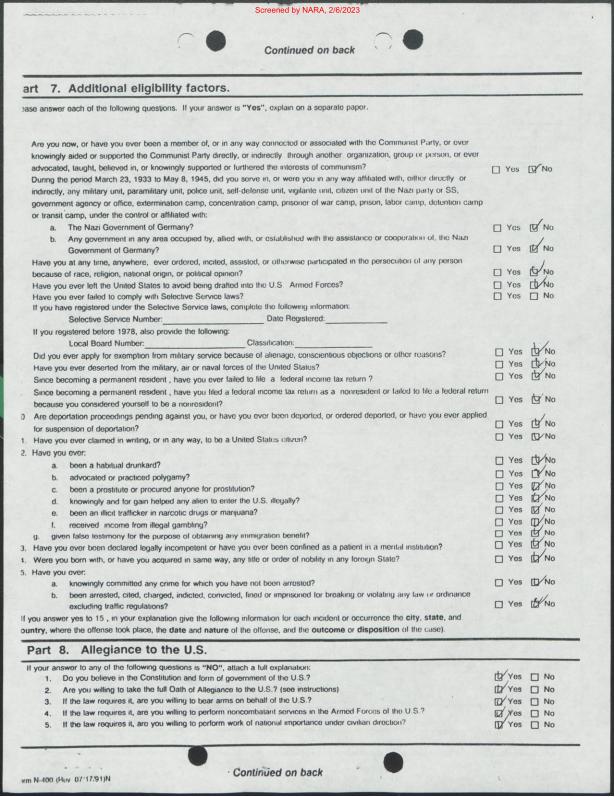 Screened by NARA, 2/6/2023
Continued on back
art 7. Additional eligibility factors.
ease answer each of the following questions. If your answer is "Yes", explain on a separate paper.
Are you now, or have you ever been a member of, or in any way connected or associated with the Communist Party, or ever
knowingly aided or supported the Communist Party directly, or indirectly through another organization, group or person, or ever
advocated, taught, believed in, or knowingly supported or furthered the interests of communism? Yes No
During the period March 23, 1933 to May 8, 1945, did you serve in, or were you in any way affiliated with, either directly or
indirectly, any military unit, paramilitary unit, police unit, self-defense unit, vigilante unit, citizen unit of the Nazi party or SS,
government agency or office, extermination camp, concentration camp, prisoner of war camp, prison, labor camp, detention camp
or transit camp, under the control or affiliated with:
a. The Nazi Government of Germany? Yes No
b. Any government in any area occupied by, allied with, or established with the assistance or cooperation of, the Nazi
Government of Germany? Yes No
Have you at any time, anywhere, ever ordered, incited, assisted, or otherwise participated in the persecution of any person
because of race, religion, national origin, or political opinion? Yes No
Have you ever left the United States to avoid being drafted into the U.S. Armed Forces? Yes No
Have you ever failed to comply with Selective Service laws? Yes No
If you have registered under the Selective Service laws, complete the following information:
Selective Service Number: Date Registered:
If you registered before 1978, also provide the following:
Local Board Number: Classification:
Did you ever apply for exemption from military service because of alienage, conscientious objections or other reasons? Yes No
Have you ever deserted from the military, air or naval forces of the United States? Yes No
Since becoming a permanent resident , have you ever failed to file a federal income tax return ? Yes No
Since becoming a permanent resident , have you filed a federal income tax return as a nonresident or failed to file a federal return
because you considered yourself to be a nonresident? Yes No
0 Are deportation proceedings pending against you, or have you ever been deported, or ordered deported, or have you ever applied
for suspension of deportation? Yes No
1. Have you ever claimed in writing, or in any way, to be a United States citizen? Yes No
2. Have you ever:
a. been a habitual drunkard? Yes No
b. advocated or practiced polygamy? Yes No
c. been a prostitute or procured anyone for prostitution? Yes No
d. knowingly and for gain helped any alien to enter the U.S. illegally? Yes No
e. been an illicit trafficker in narcotic drugs or marijuana? Yes No
f. received income from illegal gambling? Yes No
g. given false testimony for the purpose of obtaining any immigration benefit? Yes No
3. Have you ever been declared legally incompetent or have you ever been confined as a patient in a mental institution? Yes No
4. Were you born with, or have you acquired in same way, any title or order of nobility in any foreign State? Yes No
5. Have you ever:
a. knowingly committed any crime for which you have not been arrested? Yes No
b. been arrested, cited, charged, indicted, convicted, fined or imprisoned for breaking or violating any law or ordinance
excluding traffic regulations? Yes No
If you answer yes to 15 , in your explanation give the following information for each incident or occurrence the city, state, and
ountry, where the offense took place, the date and nature of the offense, and the outcome or disposition of the case).
Part 8. Allegiance to the U.S.
If your answer to any of the following questions is "NO", attach a full explanation:
1. Do you believe in the Constitution and form of government of the U.S.? Yes No
2. Are you willing to take the full Oath of Allegiance to the U.S.? (see instructions) Yes No
3. If the law requires it, are you willing to bear arms on behalf of the U.S.? Yes No
4. If the law requires it, are you willing to perform noncombatant services in the Armed Forces of the U.S.? Yes No
5. If the law requires it, are you willing to perform work of national importance under civilian direction? Yes No
Continued on back
rm N-400 (Rev 07/17/91)N